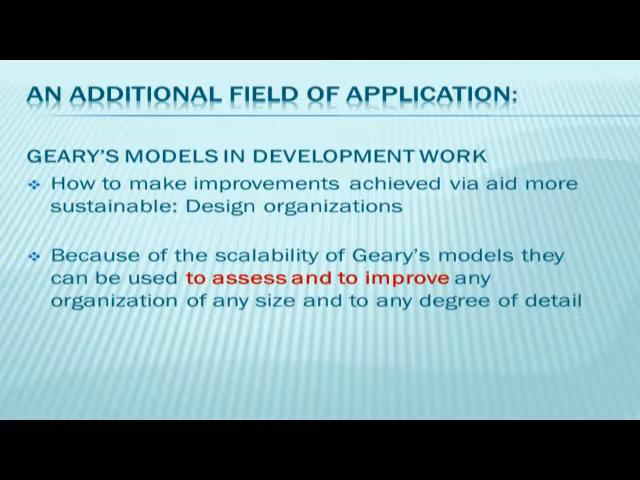 AN ADDITIONAL FIELD OF APPLICATION:
GEARY'S MODELS IN DEVELOPMENT WORK
❖ How to make improvements achieved via aid more
sustainable: Design organizations
❖ Because of the scalability of Geary's models they
can be used to assess and to improve any
organization of any size and to any degree of detail